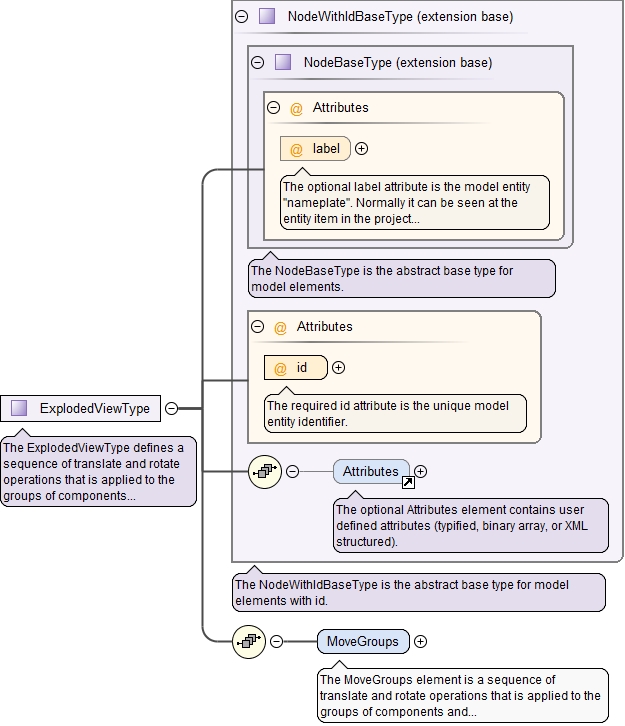 NodeWithIdBaseType (extension base)
NodeBaseType (extension base)
@ Attributes
@ label
The optional label attribute is the model entity
"nameplate". Normally it can be seen at the
entity item in the project...
The NodeBaseType is the abstract base type for
model elements.
@ Attributes
@ id
The required id attribute is the unique model
entity identifier.
ExplodedViewType
The ExplodedViewType defines a
sequence of translate and rotate
operations that is applied to the
groups of components...
Attributes
The optional Attributes element contains user
defined attributes (typified, binary array, or XML
structured).
The NodeWithIdBaseType is the abstract base type for model
elements with id.
MoveGroups
The MoveGroups element is a sequence of
translate and rotate operations that is applied to the
groups of components and...